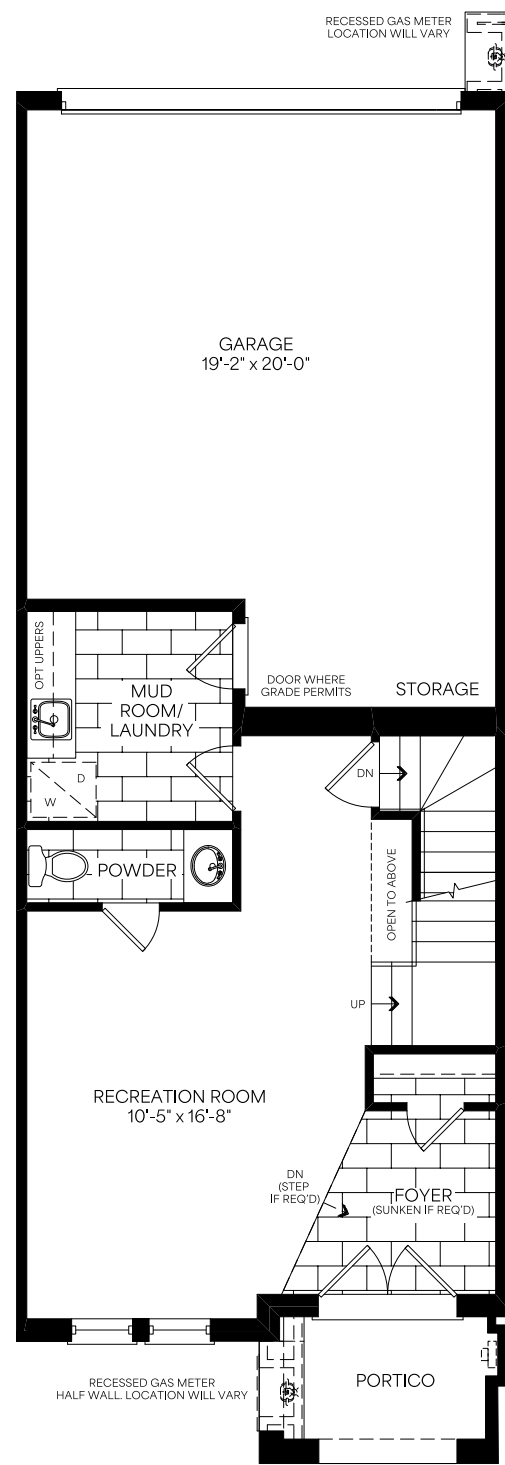 RECESSED GAS METER
LOCATION WILL VARY
GARAGE
19'-2" x 20'-0"
OPT UPPERS
MUD
ROOM/
LAUNDRY
DOOR WHERE
GRADE PERMITS
STORAGE
D
W
DN
POWDER
OPEN TO ABOVE
UP
RECREATION ROOM
10'-5" x 16'-8"
DN
(STEP
IF REQ'D)
FOYER
(SUNKEN IF REQ'D)
RECESSED GAS METER
HALF WALL. LOCATION WILL VARY
PORTICO